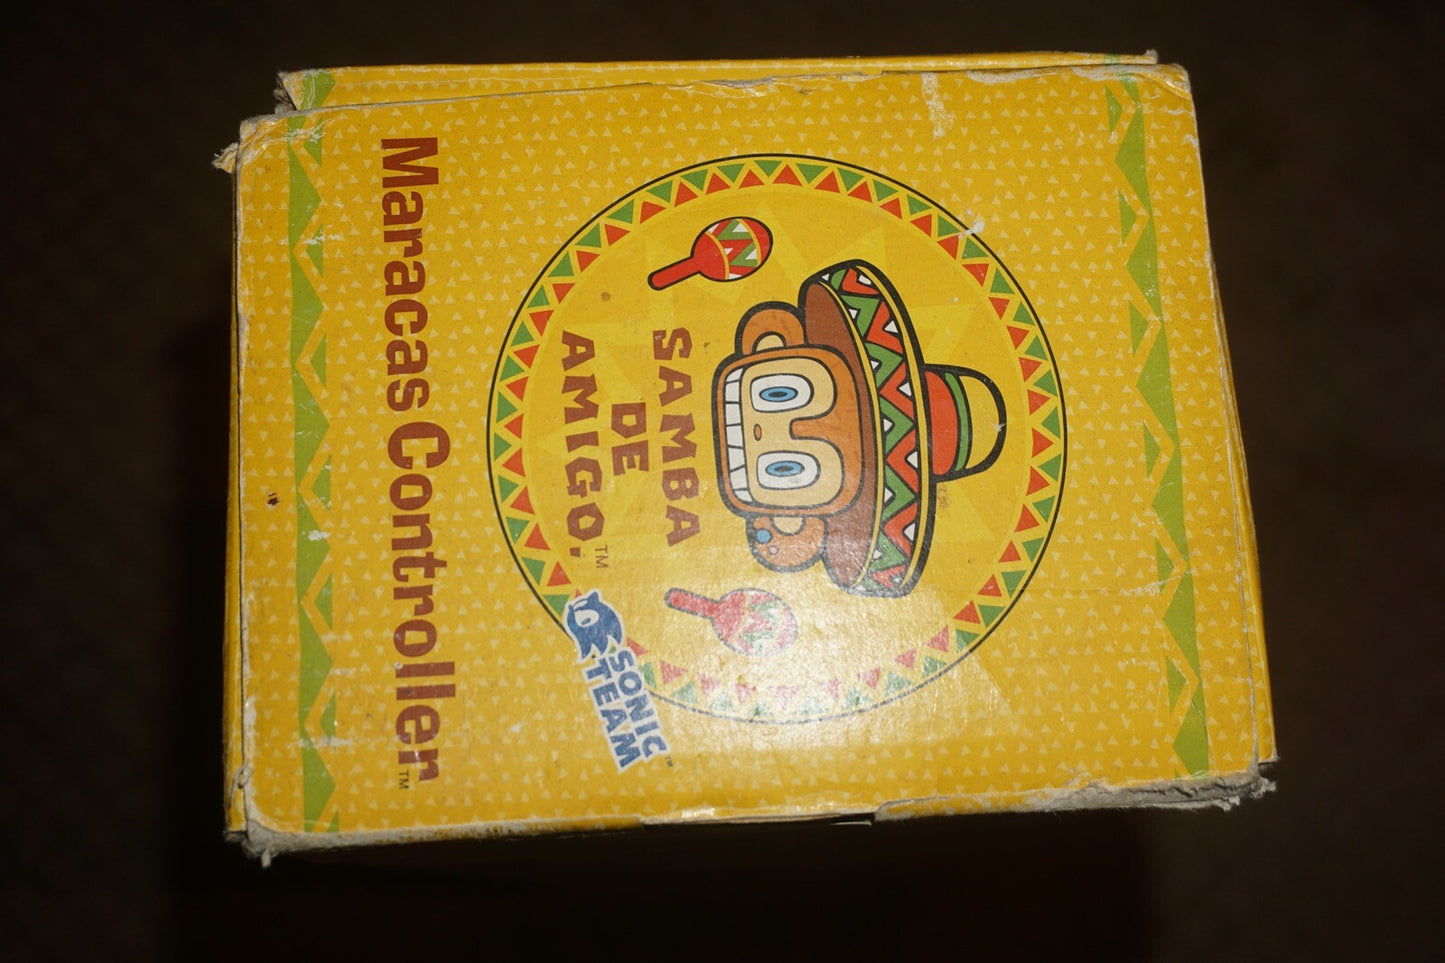 SAMBA
DE
AMIGO.™
SONIC
TEAM™
Maracas Controller™